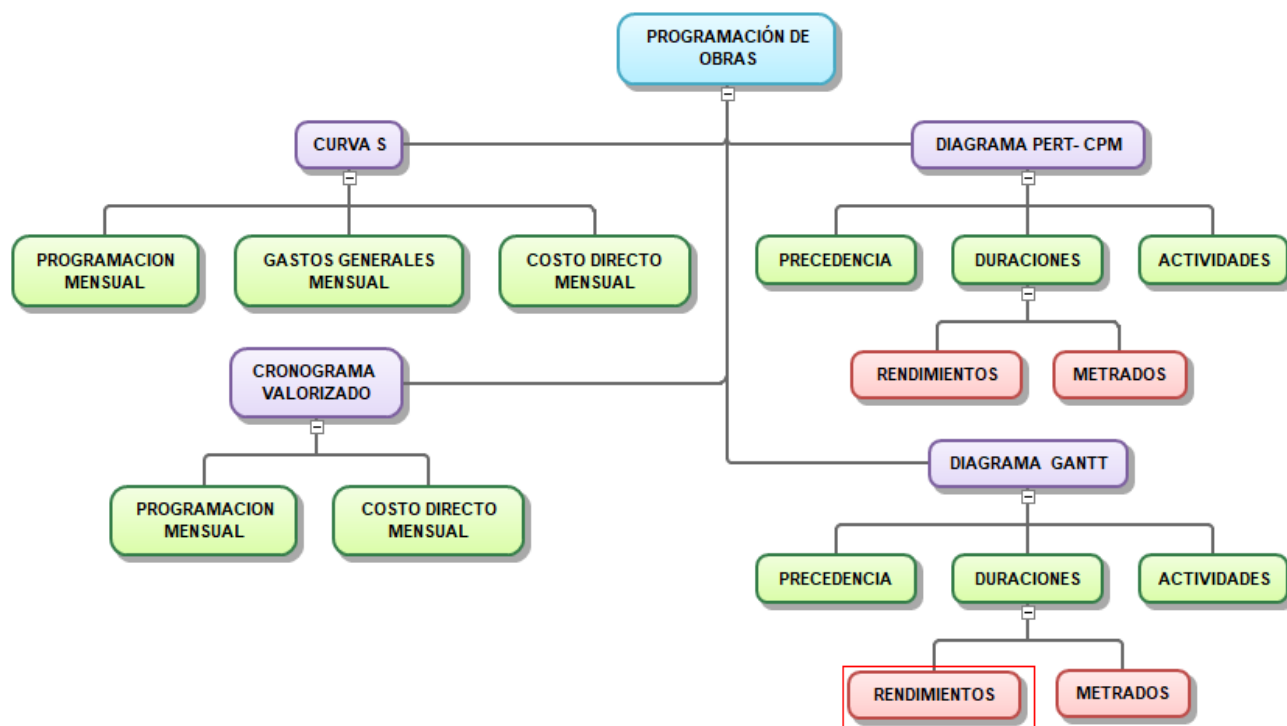 PROGRAMACIÓN DE
OBRAS
CURVA S
DIAGRAMA PERT- CPM
PROGRAMACION
MENSUAL
GASTOS GENERALES
MENSUAL
COSTO DIRECTO
MENSUAL
PRECEDENCIA
DURACIONES
ACTIVIDADES
RENDIMIENTOS
METRADOS
CRONOGRAMA
VALORIZADO
PROGRAMACION
MENSUAL
COSTO DIRECTO
MENSUAL
DIAGRAMA GANTT
PRECEDENCIA
DURACIONES
ACTIVIDADES
RENDIMIENTOS
METRADOS